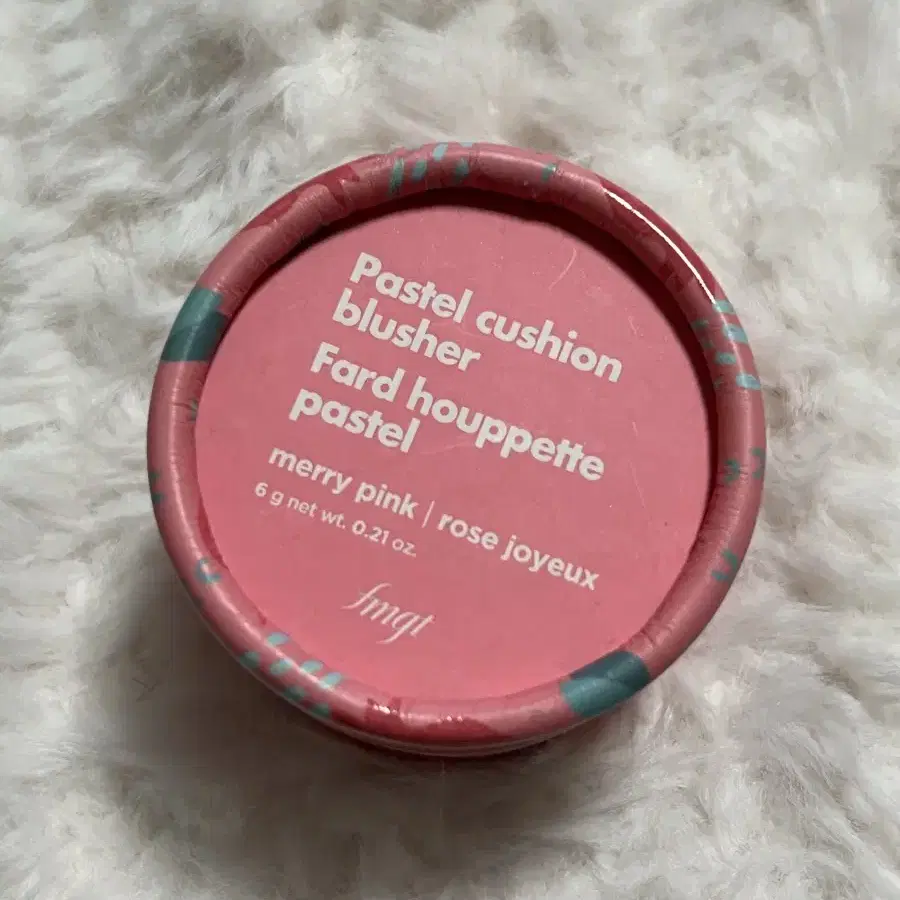 Pastel cushion
blusher
Fard houppette
pastel
merry pink | rose joyeux
6 g net wt. 0.21 oz.
fmgt